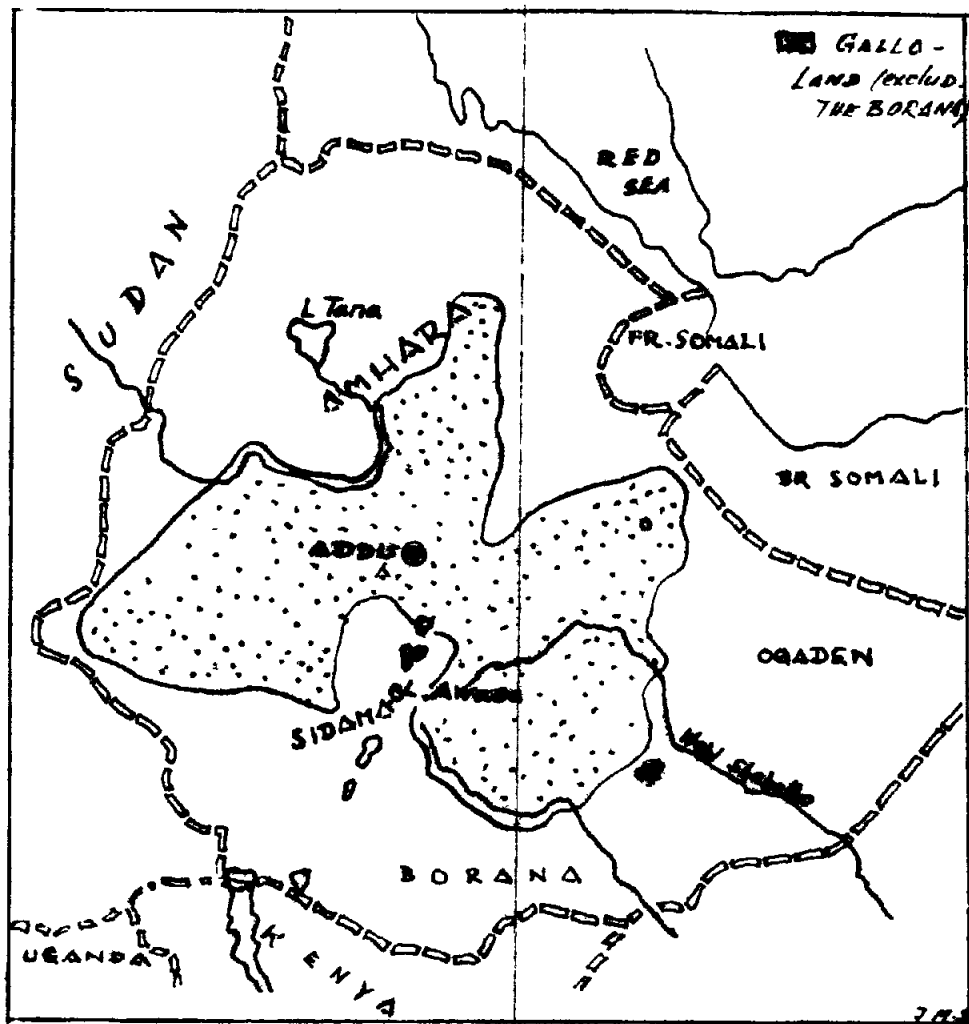 GALLO-
LAND (exclud.
THE BORANA)
RED
SEA
SUDAN
L Tana
AMHARA
FR. SOMALI
BR SOMALI
ADDIS
OGADEN
SIDAMA
BORANA
UGANDA
KENYA